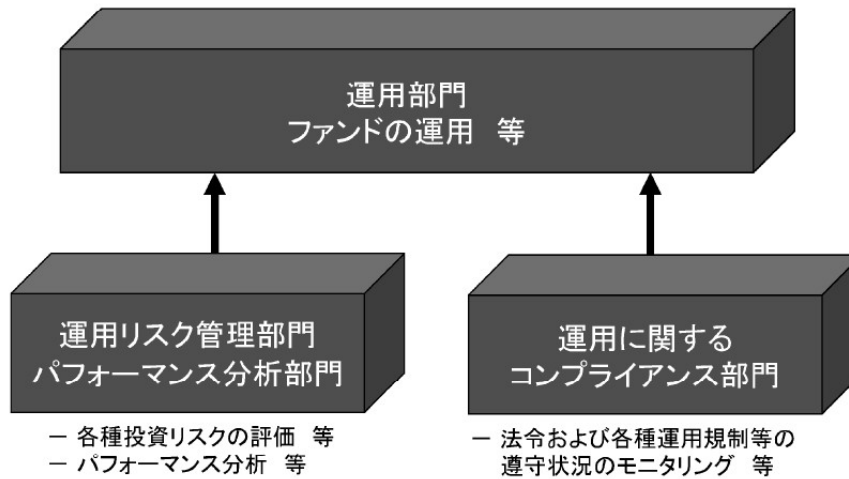 運用部門
ファンドの運用 等
運用リスク管理部門
パフォーマンス分析部門
運用に関する
コンプライアンス部門
－ 各種投資リスクの評価 等
－ パフォーマンス分析 等
－ 法令および各種運用規制等の
遵守状況のモニタリング 等